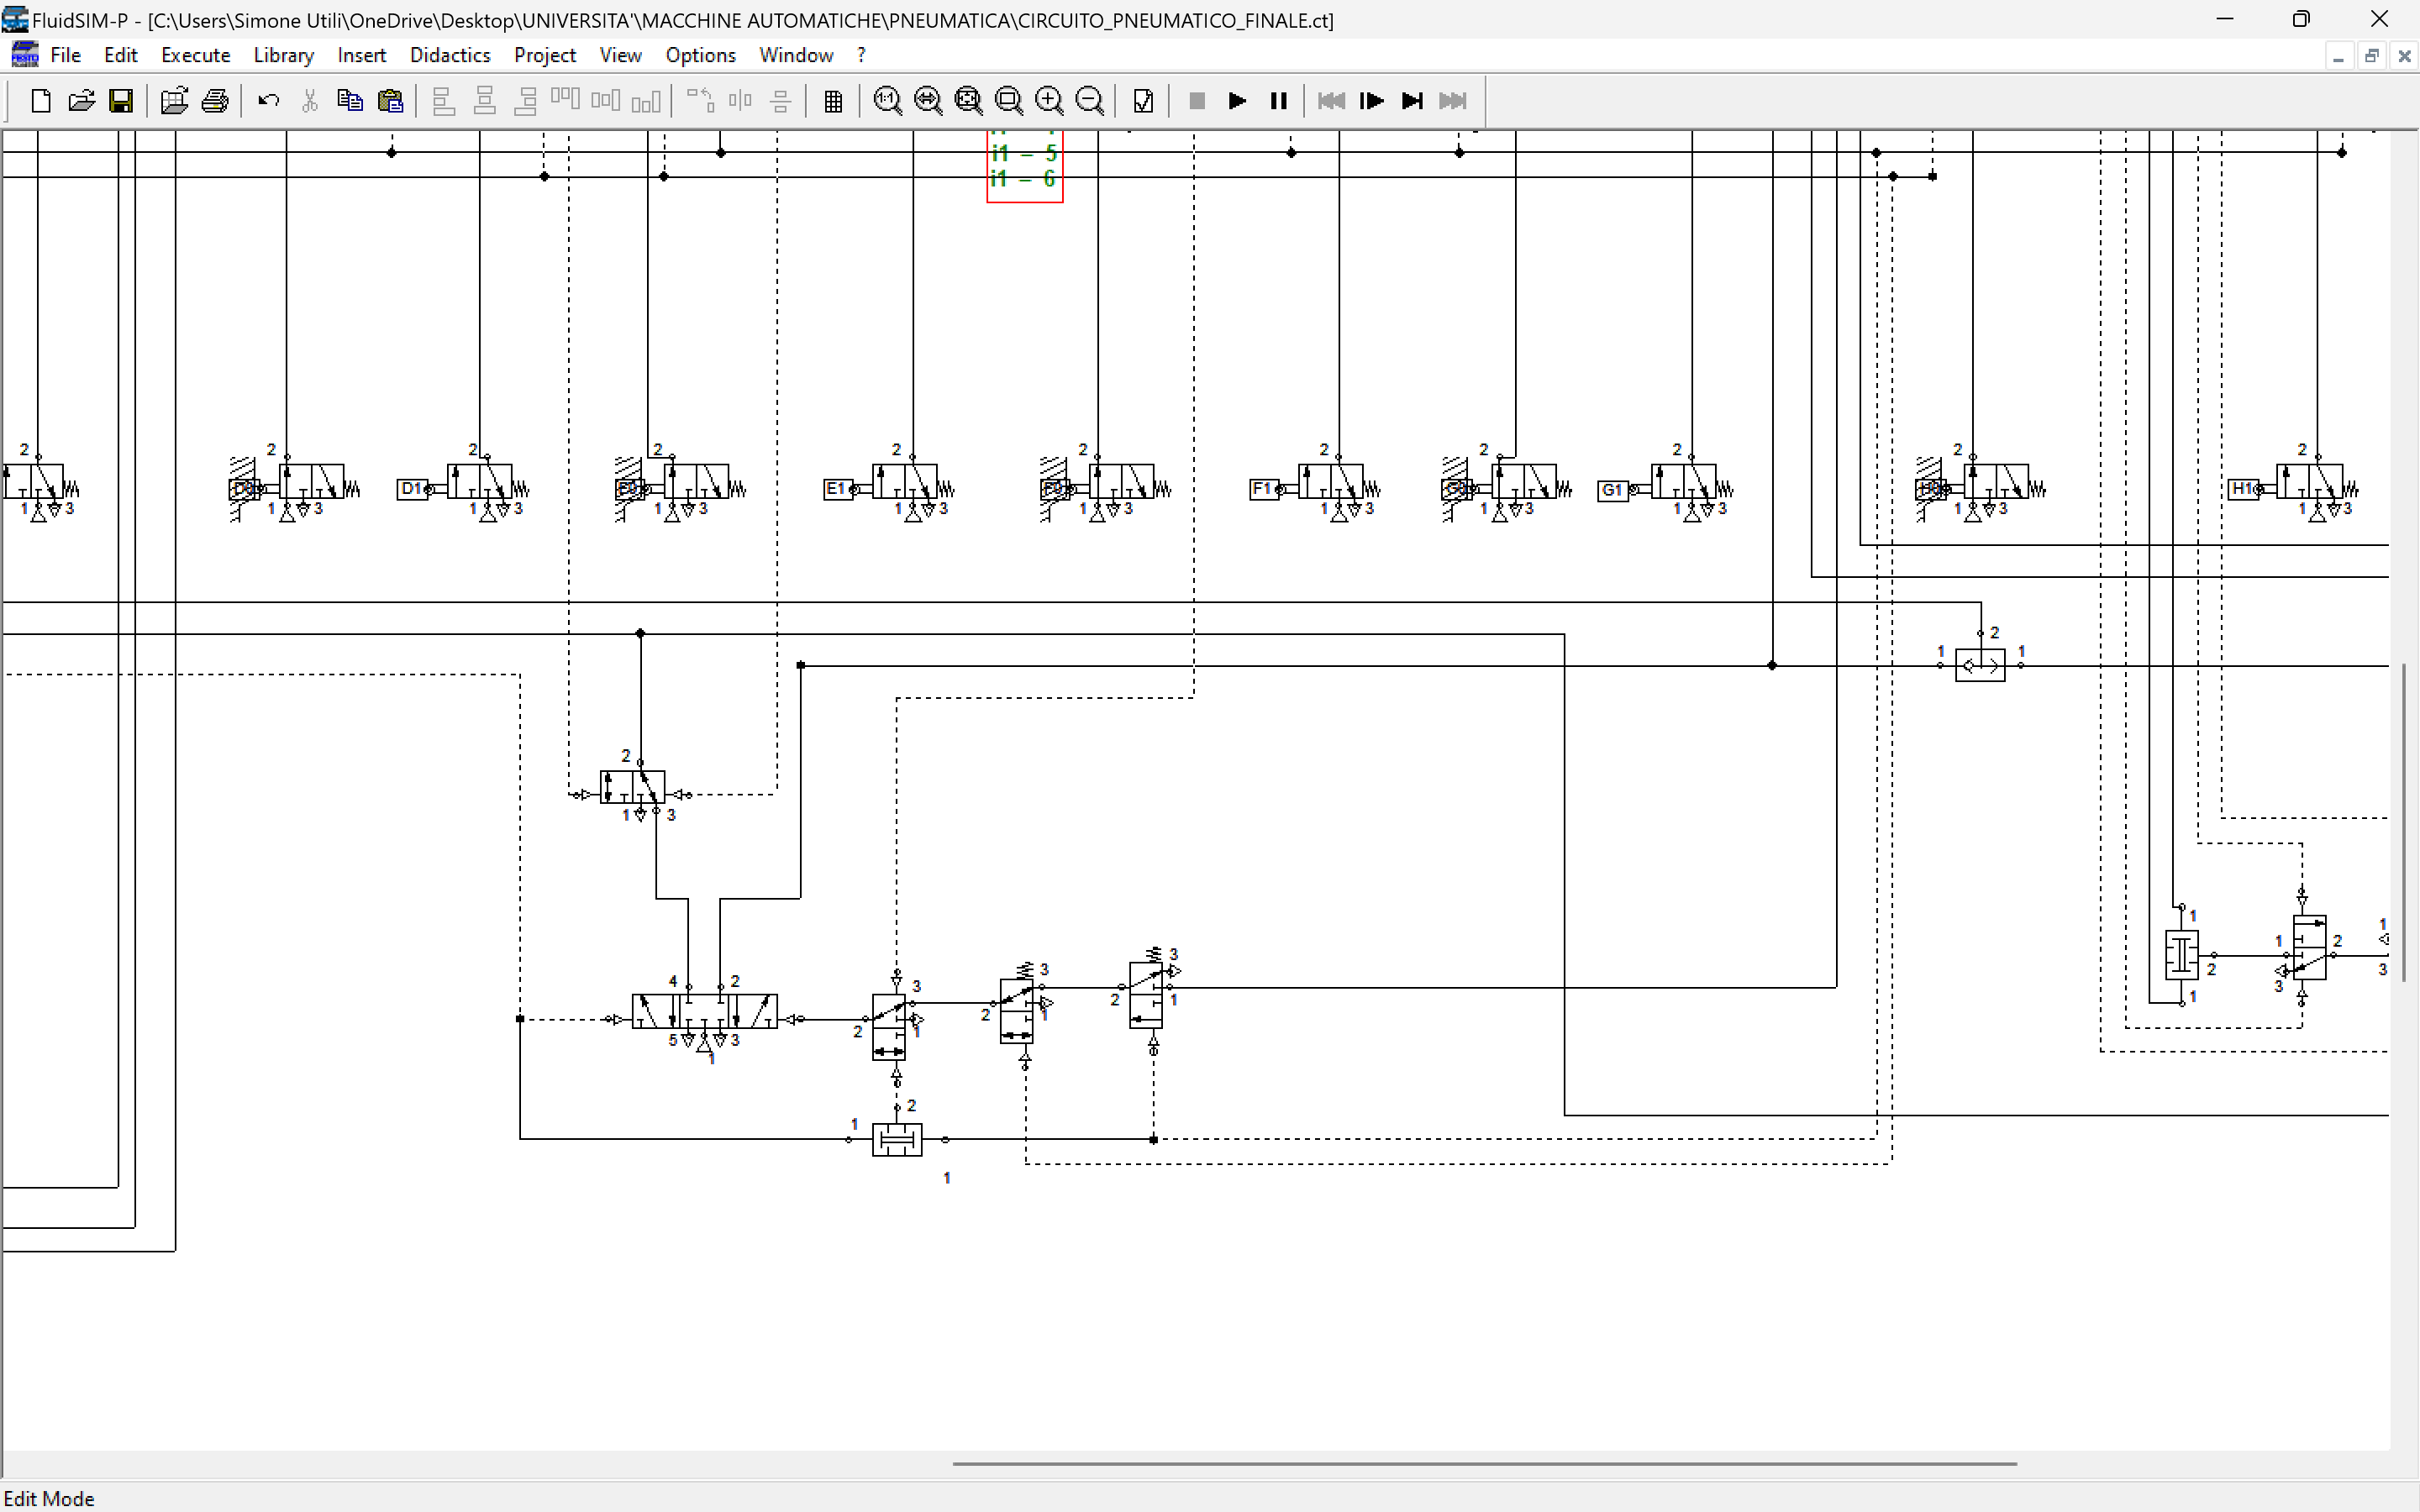 FluidSIM-P - [C:\Users\Simone Utili\OneDrive\Desktop\UNIVERSITA'\MACCHINE AUTOMATICHE\PNEUMATICA\CIRCUITO_PNEUMATICO_FINALE.ct]
File Edit Execute Library Insert Didactics Project View Options Window ?
i1 - 5
i1 - 6
2 2 2 2 2 2 2 2 2 2 2
D0 D1 E0 E1 F0 F1 G0 G1 H0 H1
1 3 1 3 1 3 1 3 1 3 1 3 1 3 1 3 1 3 1 3 1 3
2
1 1
2
1 3
1
1 2
3
2
1
3
4 2
5 1 3
3
2 1
3
2 1
3
2 1
2
1
1
Edit Mode